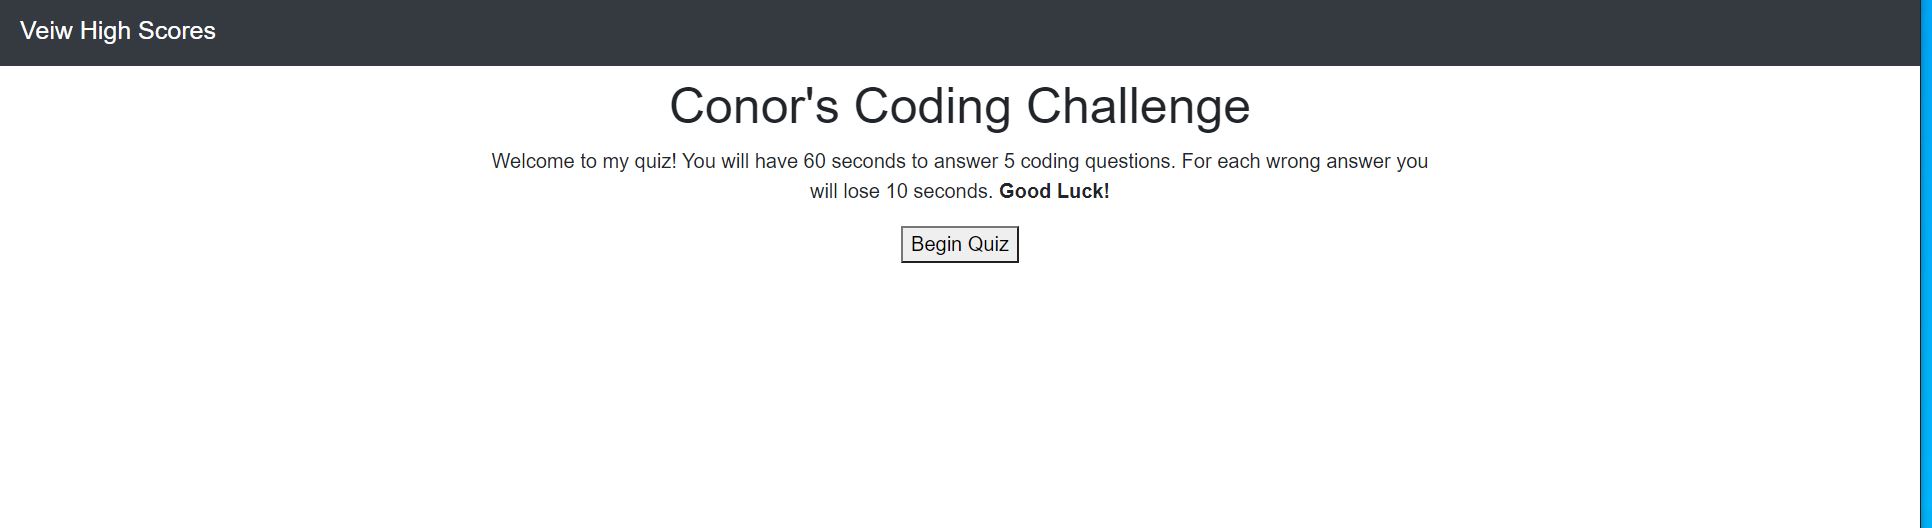 Veiw High Scores
Conor's Coding Challenge
Welcome to my quiz! You will have 60 seconds to answer 5 coding questions. For each wrong answer you
will lose 10 seconds. Good Luck!
Begin Quiz